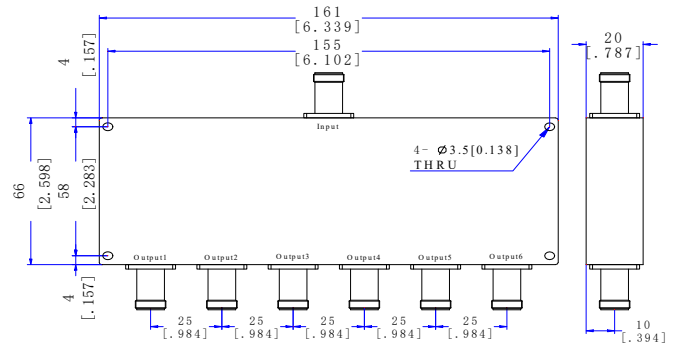 161
[6.339]
155
[6.102]
20
[.787]
4
[.157]
Input
4- Ø3.5[0.138]
THRU
66
[2.598]
58
[2.283]
Output1 Output2 Output3 Output4 Output5 Output6
4
[.157]
25 25 25 25 25
[.984] [.984] [.984] [.984] [.984]
10
[.394]